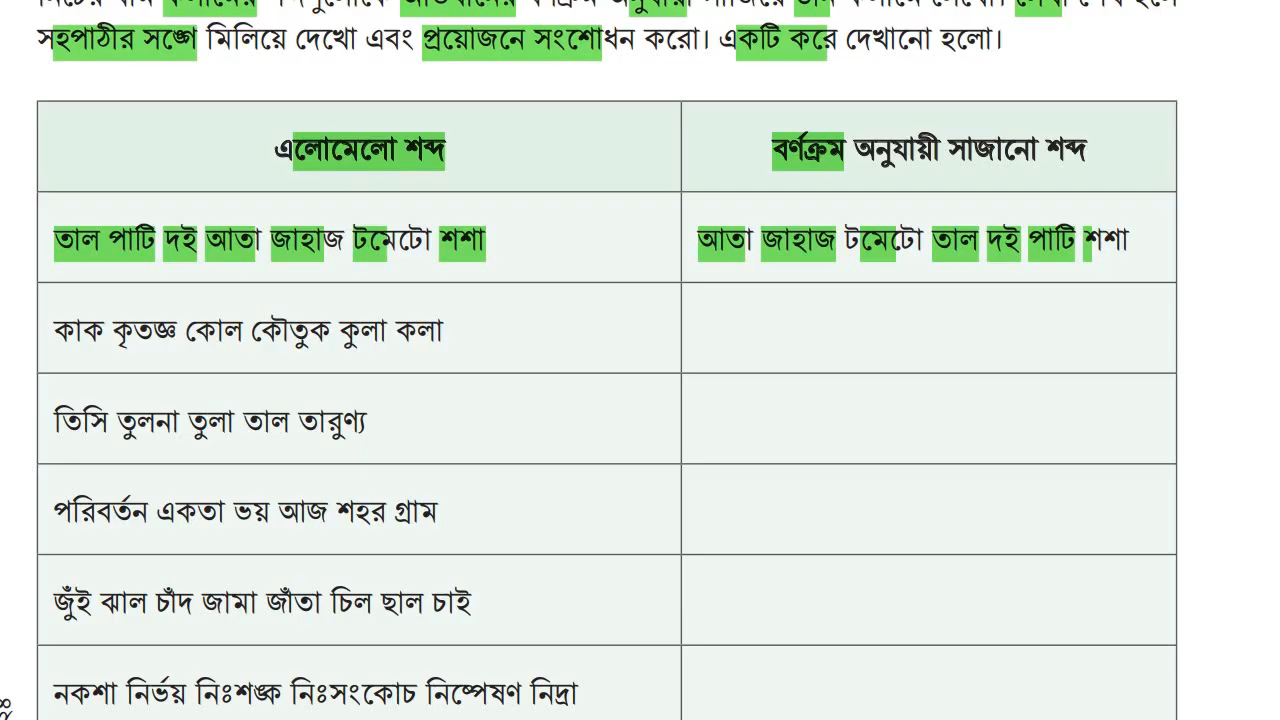 সহপাঠীর সঙ্গে মিলিয়ে দেখো এবং প্রয়োজনে সংশোধন করো। একটি করে দেখানো হলো।
এলোমেলো শব্দ বর্ণক্রম অনুযায়ী সাজানো শব্দ
তাল পাটি দই আতা জাহাজ টমেটো শশা আতা জাহাজ টমেটো তাল দই পাটি শশা
কাক কৃতজ্ঞ কোল কৌতুক কুলা কলা
তিসি তুলনা তুলা তাল তারুণ্য
পরিবর্তন একতা ভয় আজ শহর গ্রাম
জুঁই ঝাল চাঁদ জামা জাঁতা চিল ছাল চাই
নকশা নির্ভয় নিঃশঙ্ক নিঃসংকোচ নিষ্পেষণ নিদ্রা